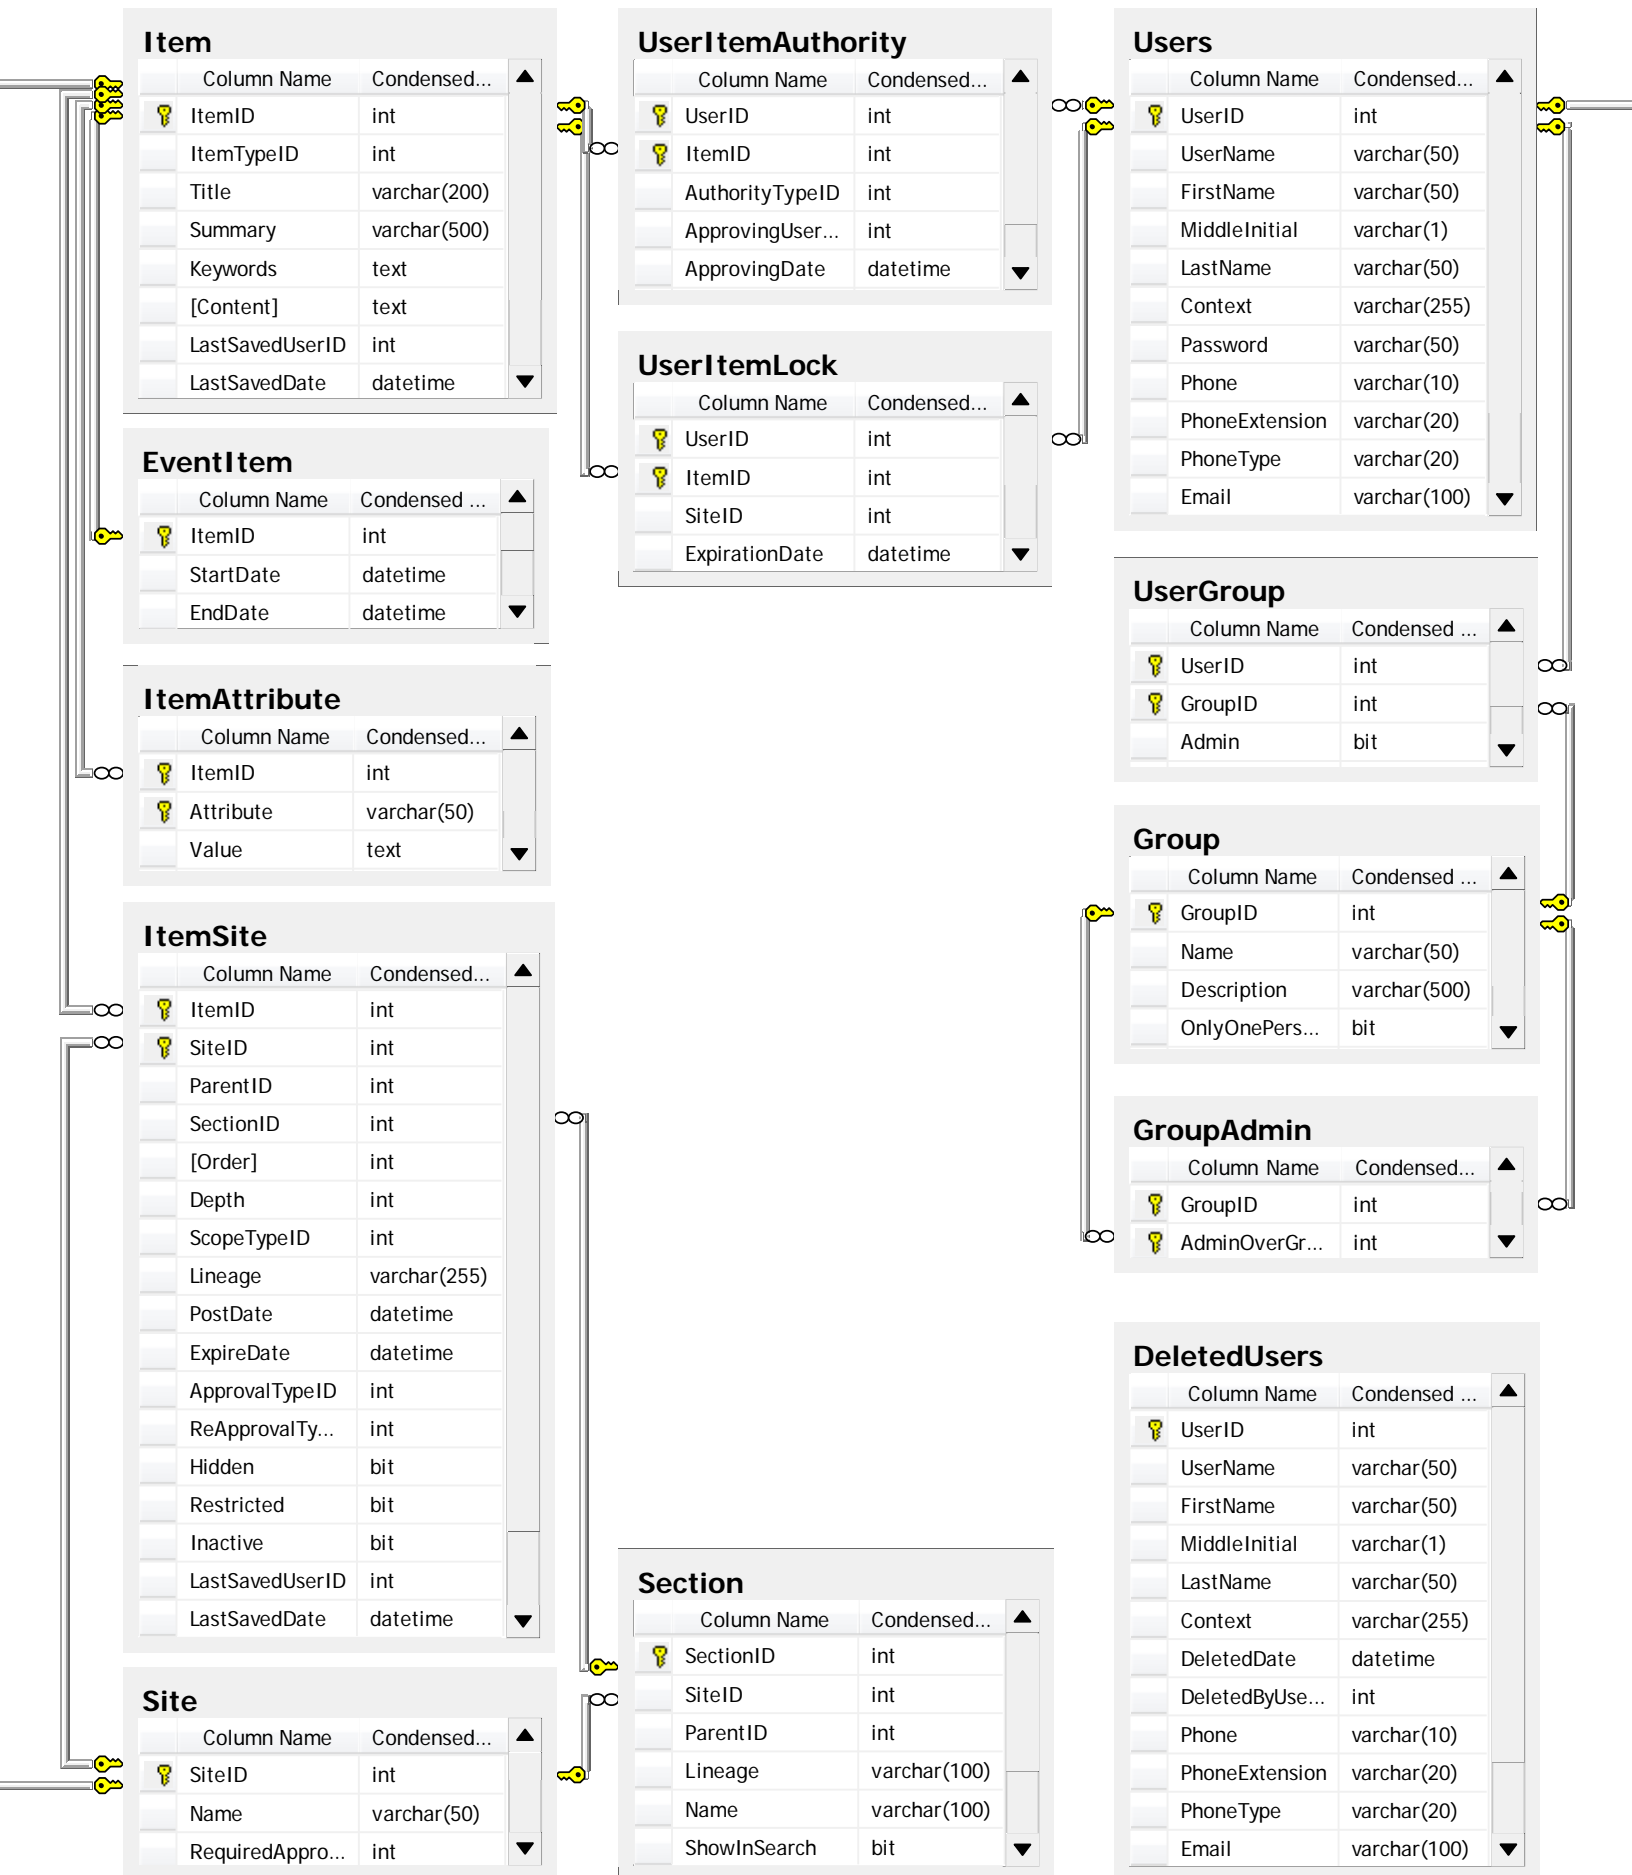 Item
Column Name Condensed...
ItemID int
ItemTypeID int
Title varchar(200)
Summary varchar(500)
Keywords text
[Content] text
LastSavedUserID int
LastSavedDate datetime
EventItem
Column Name Condensed ...
ItemID int
StartDate datetime
EndDate datetime
ItemAttribute
Column Name Condensed...
ItemID int
Attribute varchar(50)
Value text
ItemSite
Column Name Condensed...
ItemID int
SiteID int
ParentID int
SectionID int
[Order] int
Depth int
ScopeTypeID int
Lineage varchar(255)
PostDate datetime
ExpireDate datetime
ApprovalTypeID int
ReApprovalTy... int
Hidden bit
Restricted bit
Inactive bit
LastSavedUserID int
LastSavedDate datetime
Site
Column Name Condensed...
SiteID int
Name varchar(50)
RequiredAppro... int
UserItemAuthority
Column Name Condensed...
UserID int
ItemID int
AuthorityTypeID int
ApprovingUser... int
ApprovingDate datetime
UserItemLock
Column Name Condensed...
UserID int
ItemID int
SiteID int
ExpirationDate datetime
Section
Column Name Condensed...
SectionID int
SiteID int
ParentID int
Lineage varchar(100)
Name varchar(100)
ShowInSearch bit
Users
Column Name Condensed...
UserID int
UserName varchar(50)
FirstName varchar(50)
MiddleInitial varchar(1)
LastName varchar(50)
Context varchar(255)
Password varchar(50)
Phone varchar(10)
PhoneExtension varchar(20)
PhoneType varchar(20)
Email varchar(100)
UserGroup
Column Name Condensed ...
UserID int
GroupID int
Admin bit
Group
Column Name Condensed ...
GroupID int
Name varchar(50)
Description varchar(500)
OnlyOnePers... bit
GroupAdmin
Column Name Condensed...
GroupID int
AdminOverGr... int
DeletedUsers
Column Name Condensed ...
UserID int
UserName varchar(50)
FirstName varchar(50)
MiddleInitial varchar(1)
LastName varchar(50)
Context varchar(255)
DeletedDate datetime
DeletedByUse... int
Phone varchar(10)
PhoneExtension varchar(20)
PhoneType varchar(20)
Email varchar(100)